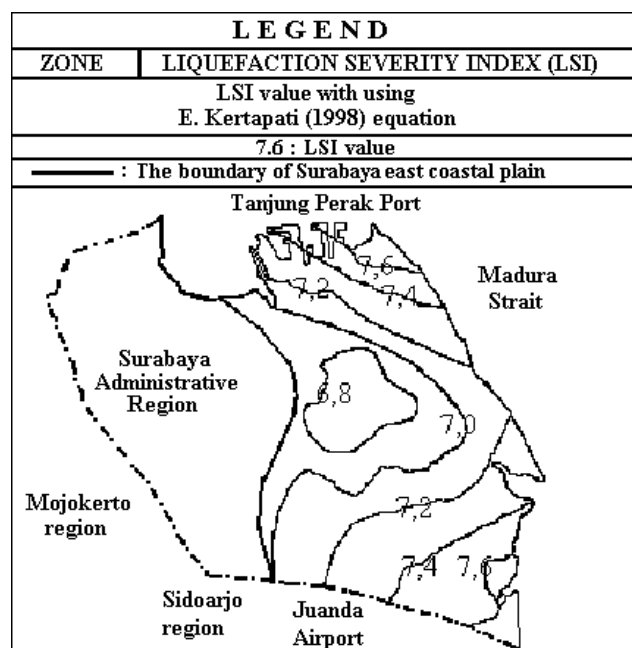 LEGEND
ZONE LIQUEFACTION SEVERITY INDEX (LSI)
LSI value with using
E. Kertapati (1998) equation
7.6 : LSI value
: The boundary of Surabaya east coastal plain
Tanjung Perak Port
7,6
7,2
7,4
Madura
Strait
Surabaya
Administrative
Region
6,8
7,0
Mojokerto
region
7,2
7,4
7,6
Sidoarjo
region
Juanda
Airport